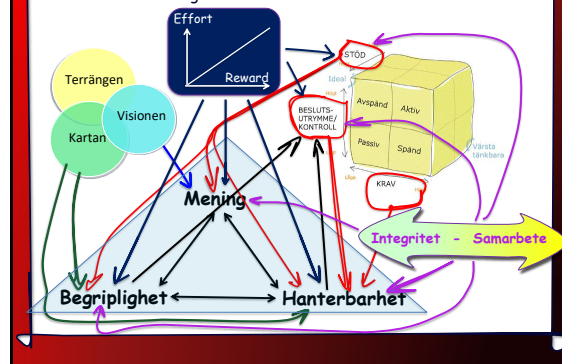 Effort
Reward
STÖD
Terrängen
Visionen
Kartan
Ideal
BESLUTS-
UTRYMME/
KONTROLL
Avspänd
Aktiv
Passiv
Spänd
Värsta
tänkbara
KRAV
Mening
Integritet - Samarbete
Begriplighet
Hanterbarhet